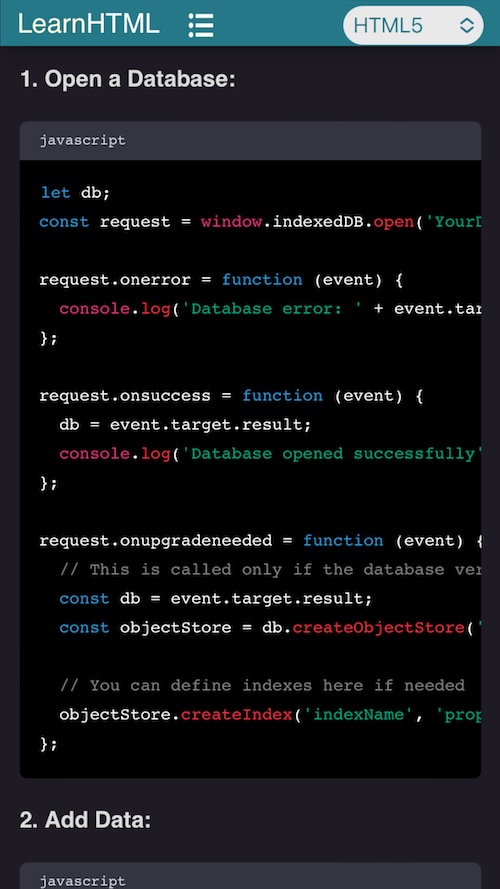 LearnHTML
HTML5
1. Open a Database:
javascript
let db;
const request = window.indexedDB.open('YourD
request.onerror = function (event) {
console.log('Database error: ' + event.tar
};
request.onsuccess = function (event) {
db = event.target.result;
console.log('Database opened successfully'
};
request.onupgradeneeded = function (event) {
// This is called only if the database ver
const db = event.target.result;
const objectStore = db.createObjectStore('
// You can define indexes here if needed
objectStore.createIndex('indexName', 'prop
};
2. Add Data:
javascript